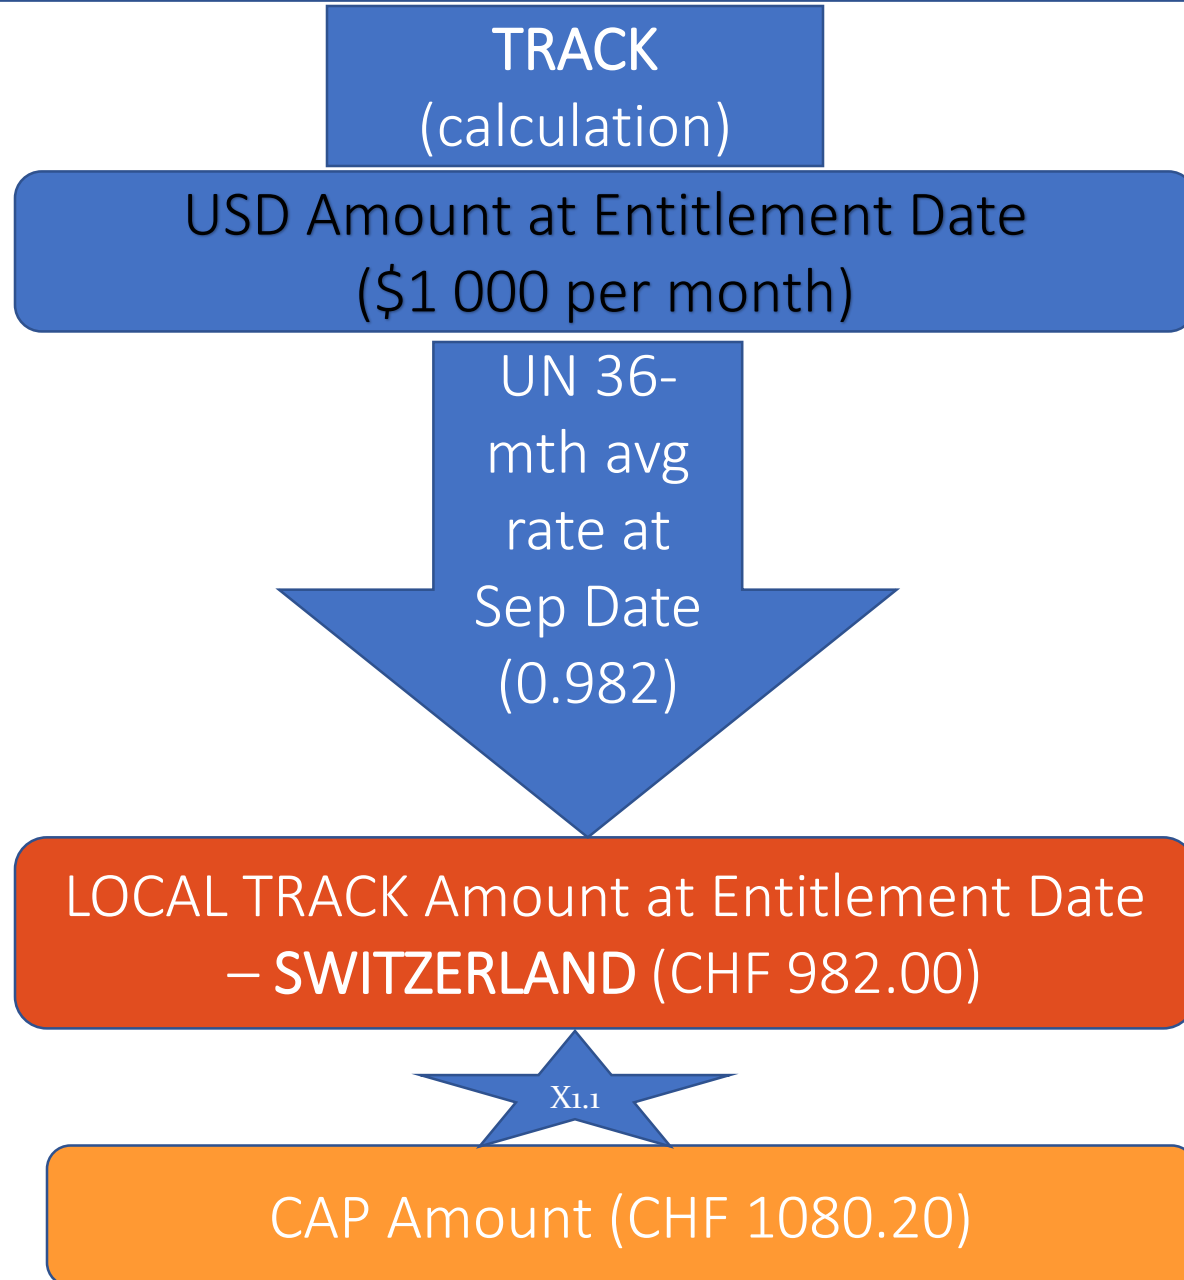 TRACK
(calculation)
USD Amount at Entitlement Date
($1 000 per month)
UN 36-
mth avg
rate at
Sep Date
(0.982)
LOCAL TRACK Amount at Entitlement Date
– SWITZERLAND (CHF 982.00)
X1.1
CAP Amount (CHF 1080.20)